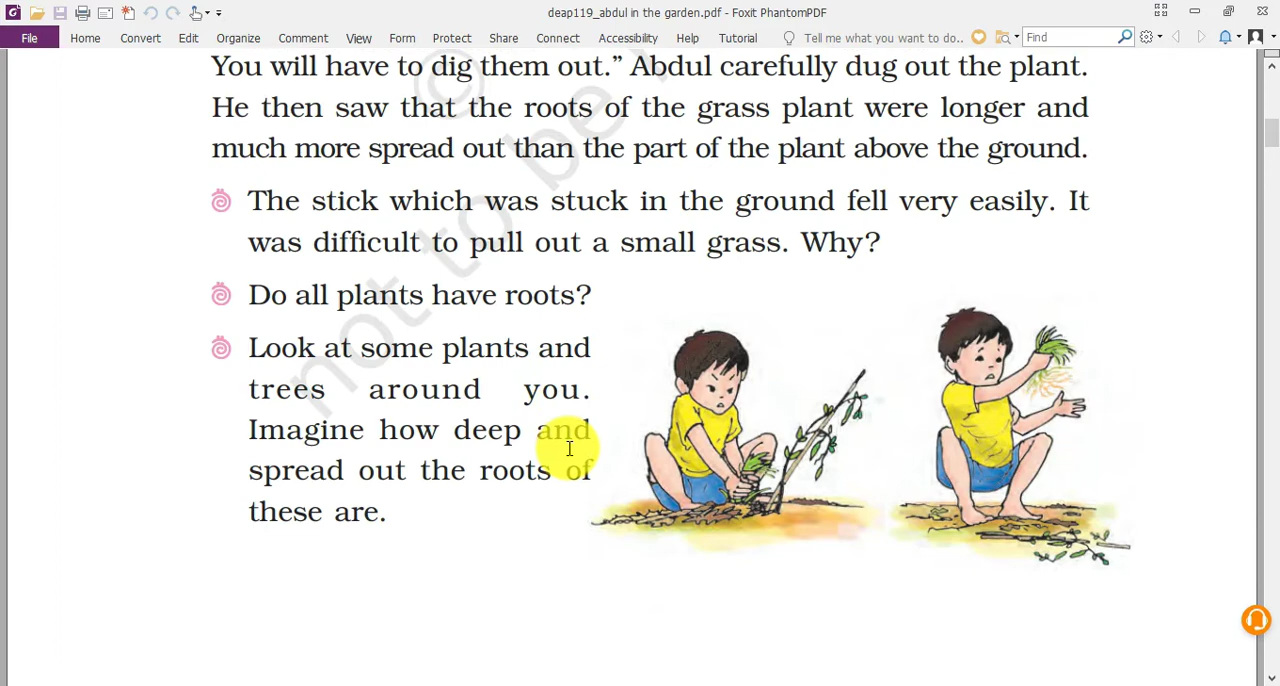 deap119_abdul in the garden.pdf - Foxit PhantomPDF
File Home Convert Edit Organize Comment View Form Protect Share Connect Accessibility Help Tutorial Tell me what you want to do.. Find
You will have to dig them out.” Abdul carefully dug out the plant.
He then saw that the roots of the grass plant were longer and
much more spread out than the part of the plant above the ground.
The stick which was stuck in the ground fell very easily. It
was difficult to pull out a small grass. Why?
Do all plants have roots?
Look at some plants and
trees around you.
Imagine how deep and
spread out the roots of
these are.
©
not to be r